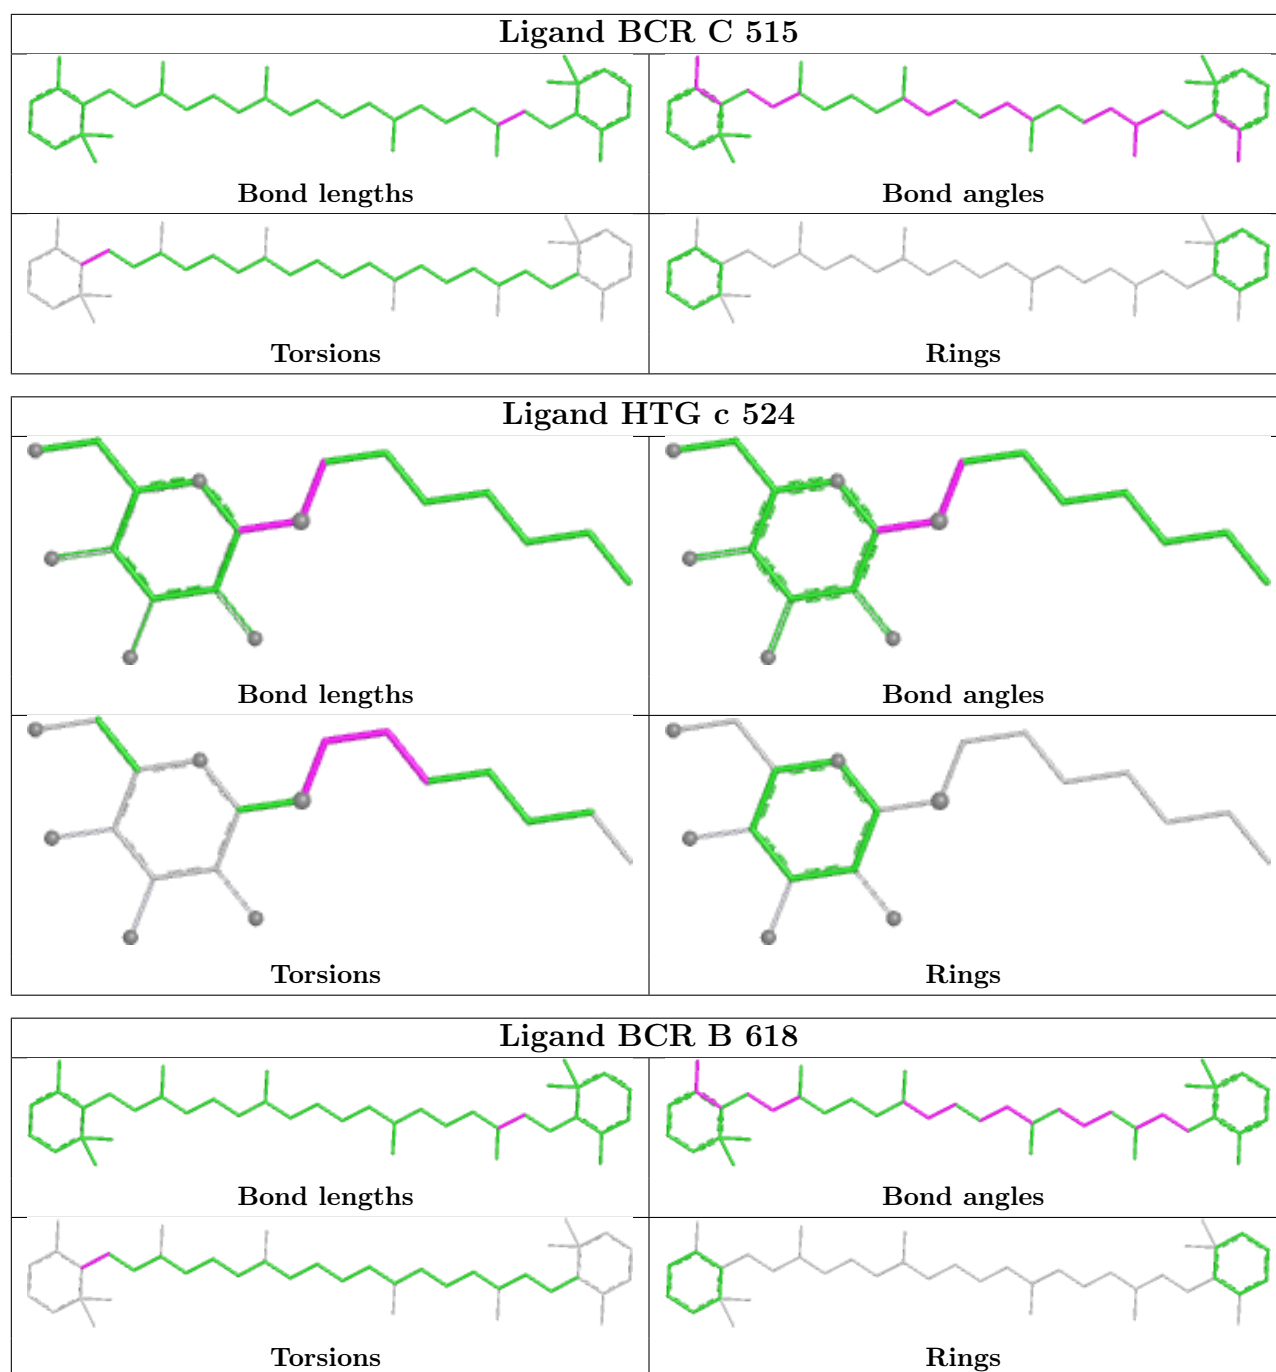 Ligand BCR C 515
Bond lengths
Bond angles
Torsions
Rings
Ligand HTG c 524
Bond lengths
Bond angles
Torsions
Rings
Ligand BCR B 618
Bond lengths
Bond angles
Torsions
Rings